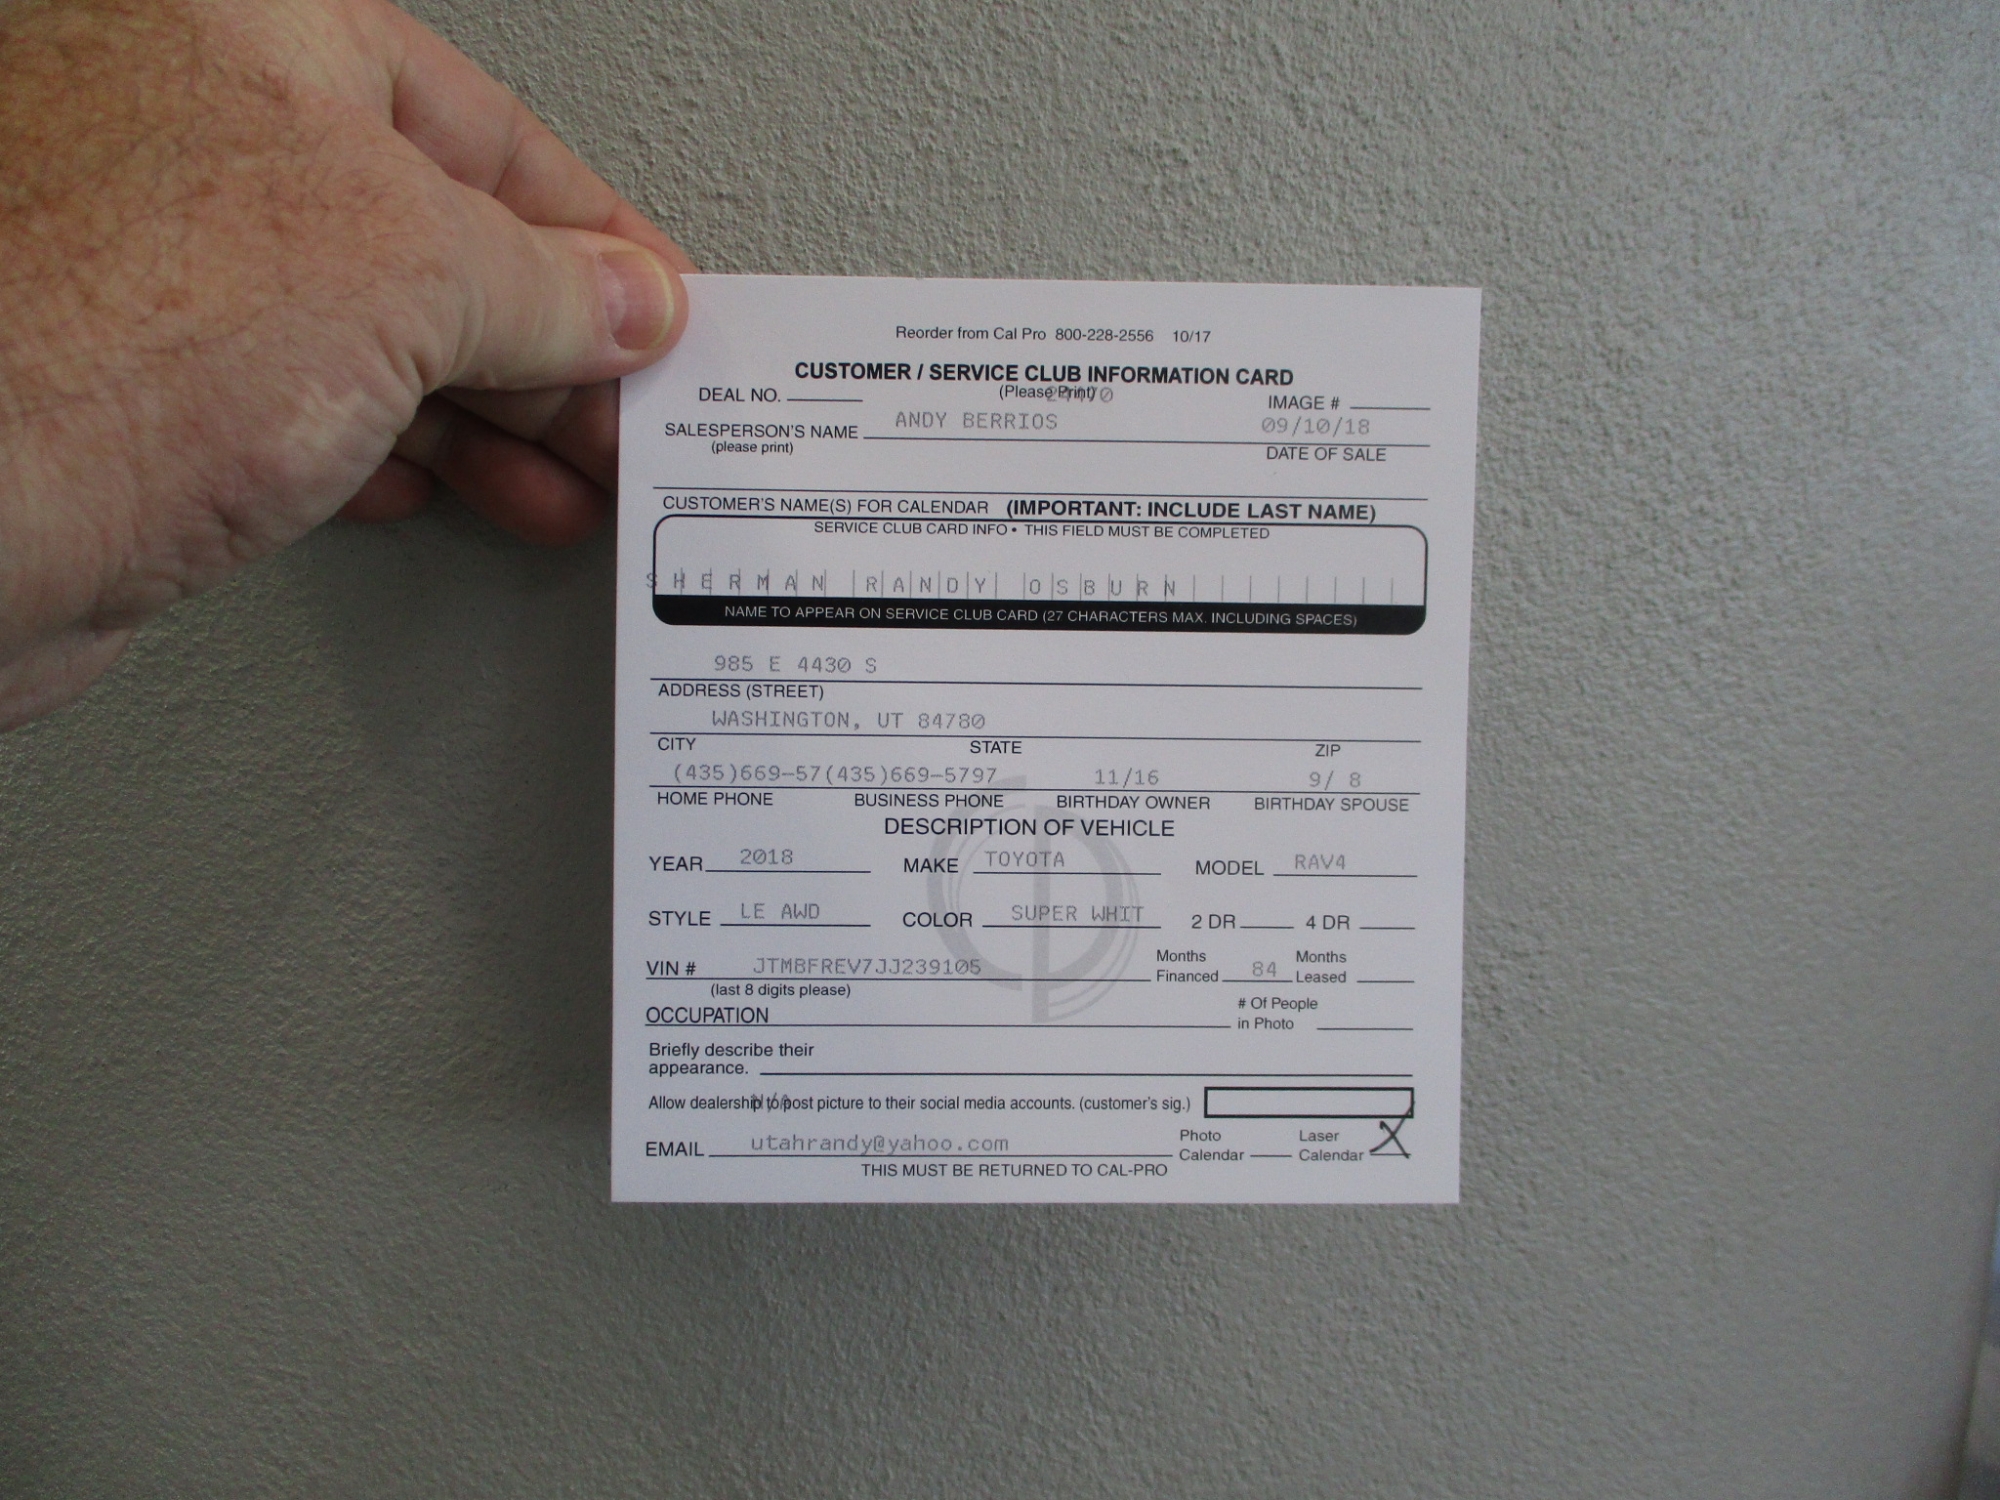 Reorder from Cal Pro 800-228-2556 10/17
CUSTOMER / SERVICE CLUB INFORMATION CARD
DEAL NO. (Please Print) IMAGE #
SALESPERSON'S NAME ANDY BERRIOS 09/10/18
(please print) DATE OF SALE
CUSTOMER'S NAME(S) FOR CALENDAR (IMPORTANT: INCLUDE LAST NAME)
SERVICE CLUB CARD INFO • THIS FIELD MUST BE COMPLETED
SHERMAN RANDY OSBURN
NAME TO APPEAR ON SERVICE CLUB CARD (27 CHARACTERS MAX. INCLUDING SPACES)
985 E 4430 S
ADDRESS (STREET)
WASHINGTON, UT 84780
CITY STATE ZIP
(435)669-57(435)669-5797 11/16 9/ 8
HOME PHONE BUSINESS PHONE BIRTHDAY OWNER BIRTHDAY SPOUSE
DESCRIPTION OF VEHICLE
YEAR 2018 MAKE TOYOTA MODEL RAV4
STYLE LE AWD COLOR SUPER WHIT 2 DR 4 DR
VIN # JTMBFREV7JJ239105 Months Financed 84 Months Leased
(last 8 digits please)
OCCUPATION # Of People in Photo
Briefly describe their
appearance.
Allow dealership to post picture to their social media accounts. (customer's sig.)
EMAIL utahrandy@yahoo.com Photo Calendar Laser Calendar X
THIS MUST BE RETURNED TO CAL-PRO